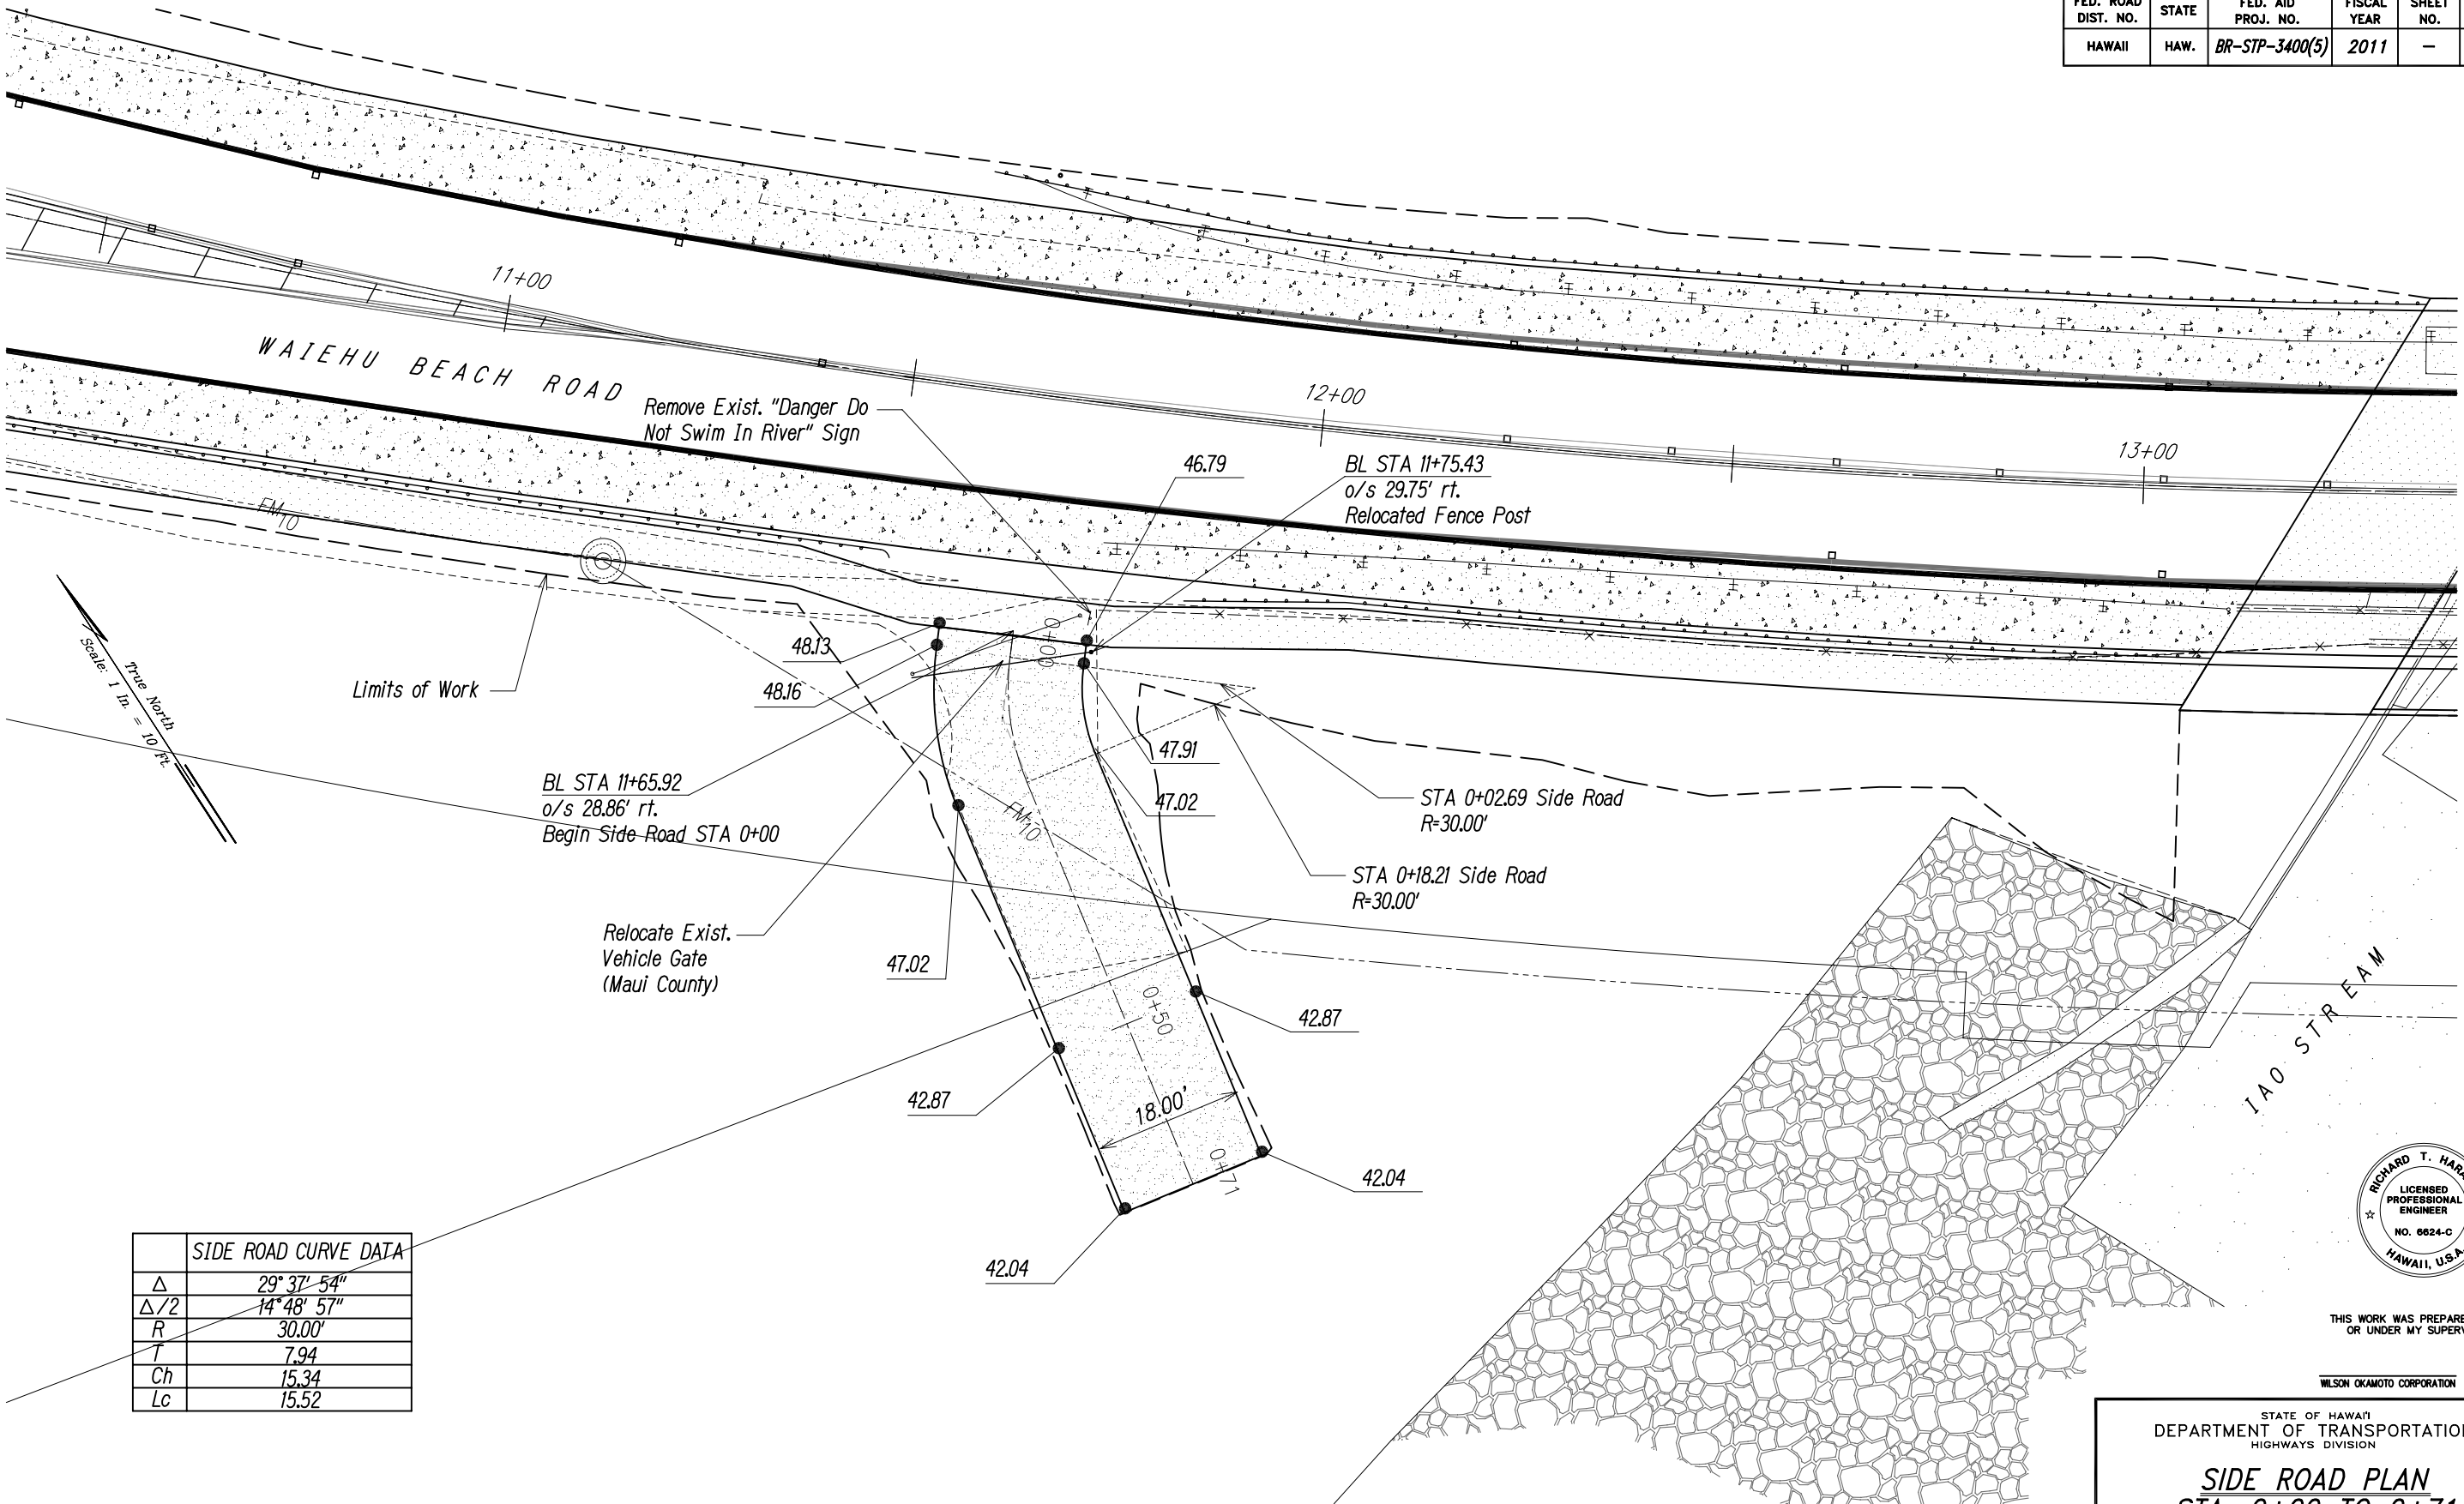 FED. ROAD DIST. NO.
STATE
FED. AID PROJ. NO.
FISCAL YEAR
SHEET NO.
HAWAII
HAW.
BR-STP-3400(5)
2011
–
11+00
WAIEHU BEACH ROAD
Remove Exist. "Danger Do
Not Swim In River" Sign
12+00
13+00
46.79
BL STA 11+75.43
o/s 29.75' rt.
Relocated Fence Post
FM10
True North
Scale: 1 In. = 10 Ft.
Limits of Work
48.13
48.16
0+00
BL STA 11+65.92
o/s 28.86' rt.
Begin Side Road STA 0+00
47.91
47.02
FM10
STA 0+02.69 Side Road
R=30.00'
STA 0+18.21 Side Road
R=30.00'
Relocate Exist.
Vehicle Gate
(Maui County)
47.02
0+50
42.87
42.87
18.00'
0+71
42.04
42.04
IAO STREAM
SIDE ROAD CURVE DATA
Δ 29° 37' 54"
Δ/2 14° 48' 57"
R 30.00'
T 7.94
Ch 15.34
Lc 15.52
RICHARD T.
LICENSED
PROFESSIONAL
ENGINEER
NO. 6624-C
HAWAII, U.S.A.
THIS WORK WAS
OR UNDER MY
WILSON OKAMOTO CORPORATION
STATE OF HAWAI'I
DEPARTMENT OF TRANSPORTATION
HIGHWAYS DIVISION
SIDE ROAD PLAN
STA. 0+00 TO 0+71